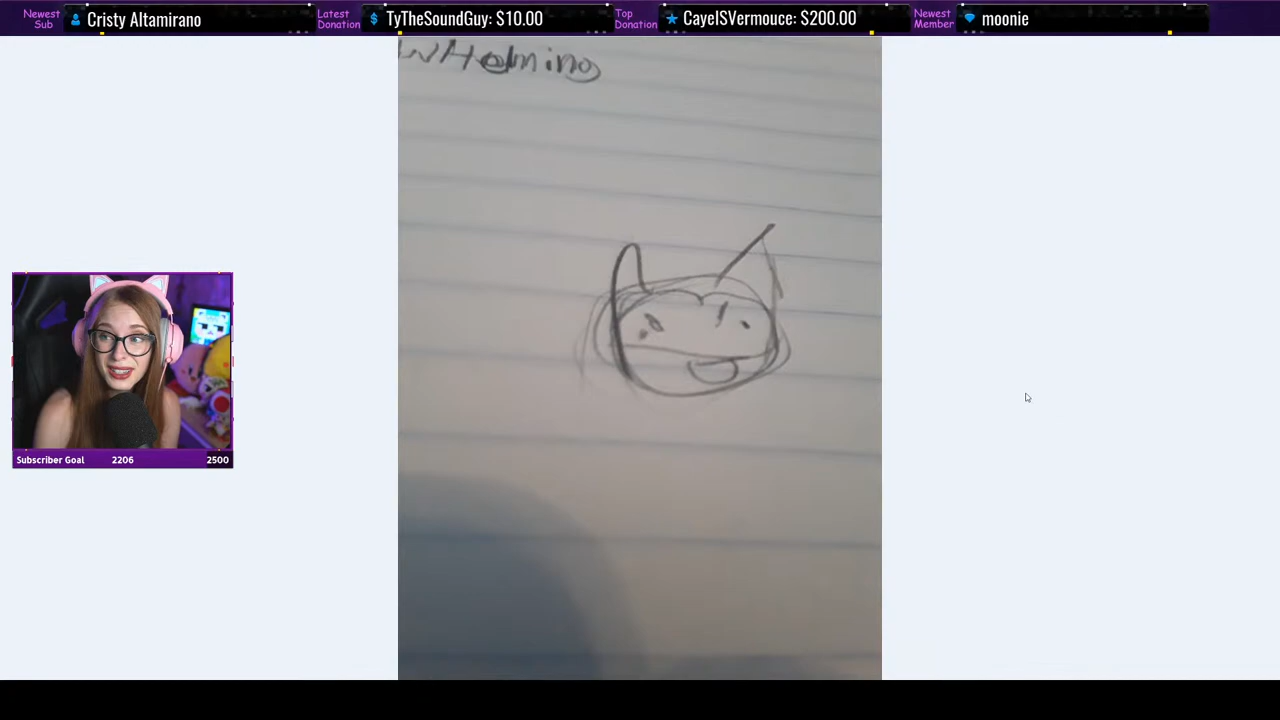 Newest Sub Cristy Altamirano Latest Donation $ TyTheSoundGuy: $10.00 Top Donation CayeISVermouce: $200.00 Newest Member moonie
Subscriber Goal 2206 2500